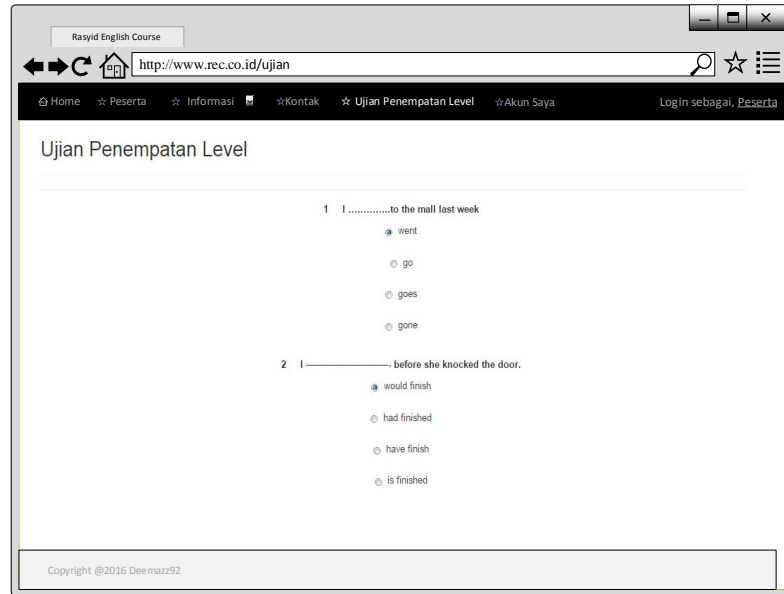 Rasyid English Course
http://www.rec.co.id/ujian
Home Peserta Informasi Kontak Ujian Penempatan Level Akun Saya Login sebagai, Peserta
Ujian Penempatan Level
1 I ..............to the mall last week
went
go
goes
gone
2 I ————————- before she knocked the door.
would finish
had finished
have finish
is finished
Copyright @2016 Deemazz92